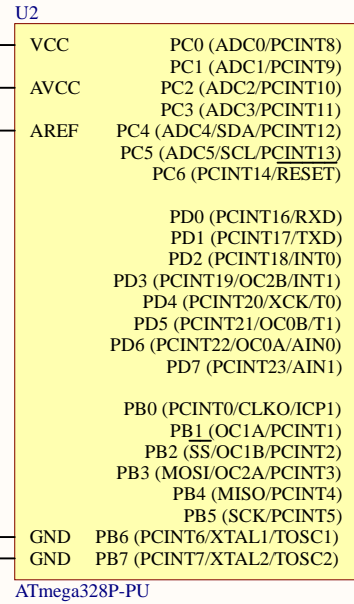 U2
VCC PC0 (ADC0/PCINT8)
PC1 (ADC1/PCINT9)
AVCC PC2 (ADC2/PCINT10)
PC3 (ADC3/PCINT11)
AREF PC4 (ADC4/SDA/PCINT12)
PC5 (ADC5/SCL/PCINT13)
PC6 (PCINT14/RESET)
PD0 (PCINT16/RXD)
PD1 (PCINT17/TXD)
PD2 (PCINT18/INT0)
PD3 (PCINT19/OC2B/INT1)
PD4 (PCINT20/XCK/T0)
PD5 (PCINT21/OC0B/T1)
PD6 (PCINT22/OC0A/AIN0)
PD7 (PCINT23/AIN1)
PB0 (PCINT0/CLKO/ICP1)
PB1 (OC1A/PCINT1)
PB2 (SS/OC1B/PCINT2)
PB3 (MOSI/OC2A/PCINT3)
PB4 (MISO/PCINT4)
PB5 (SCK/PCINT5)
GND PB6 (PCINT6/XTAL1/TOSC1)
GND PB7 (PCINT7/XTAL2/TOSC2)
ATmega328P-PU